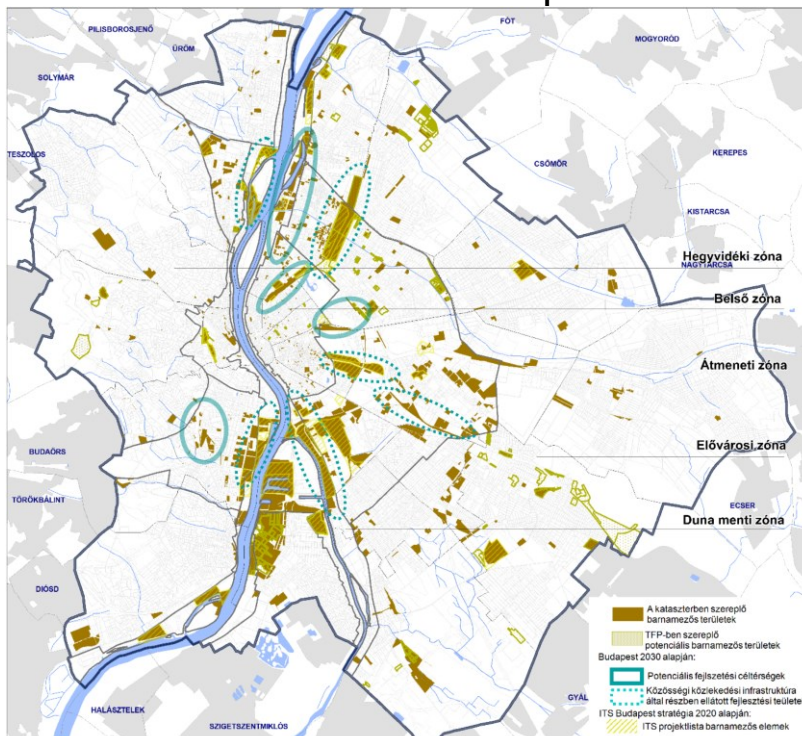 PILISBOROSJENŐ
ÜRÖM
FÓT
MOGYORÓD
SOLYMÁR
TESZOLOS
CSÖMÖR
KEREPES
KISTARCSA
Hegyvidéki zóna
NAGYTARCSA
Belső zóna
Átmeneti zóna
Elővárosi zóna
BUDAÖRS
TÖRÖKBÁLINT
ECSER
Duna menti zóna
DIÓSD
A kataszterben szereplő
barnamezős területek
TFP-ben szereplő
potenciális barnamezős területek
Budapest 2030 alapján:
Potenciális fejlszetési céltérségek
Közösségi közlekedési infrastruktúra
által részben ellátott fejlesztési teülete
ITS Budapest stratégia 2020 alapján:
ITS projektlista barnamezős elemek
GYÁL
HALÁSZTELEK
SZIGETSZENTMIKLÓS